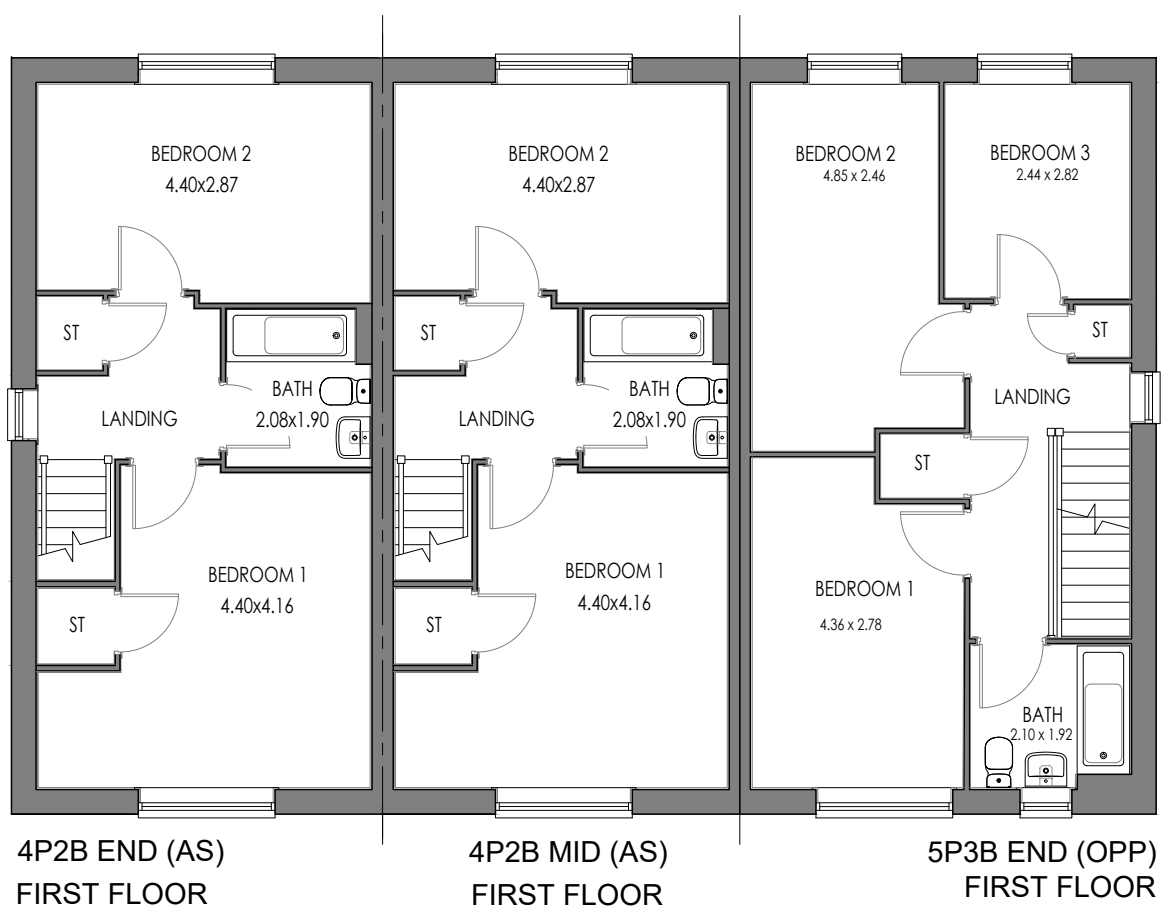 BEDROOM 2
4.40x2.87
ST
BATH
2.08x1.90
LANDING
BEDROOM 1
4.40x4.16
ST
4P2B END (AS)
FIRST FLOOR
BEDROOM 2
4.40x2.87
ST
BATH
2.08x1.90
LANDING
BEDROOM 1
4.40x4.16
ST
4P2B MID (AS)
FIRST FLOOR
BEDROOM 2
4.85 x 2.46
BEDROOM 3
2.44 x 2.82
ST
LANDING
ST
BEDROOM 1
4.36 x 2.78
BATH
2.10 x 1.92
5P3B END (OPP)
FIRST FLOOR